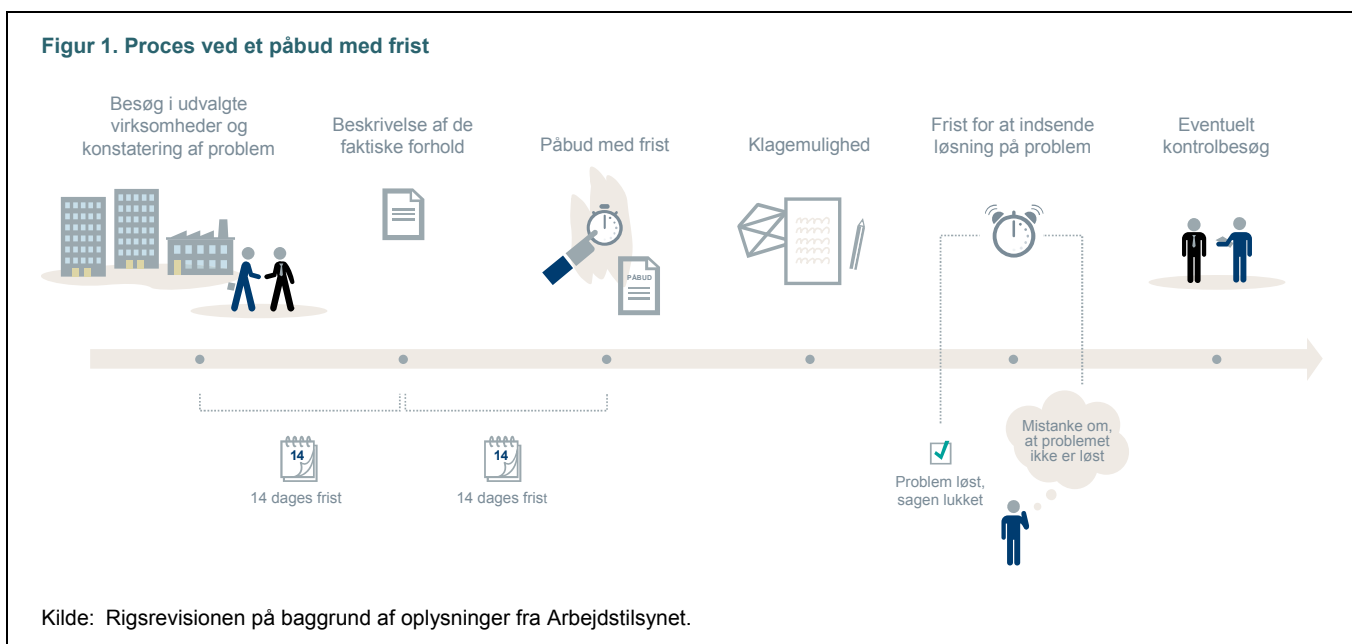 Figur 1. Proces ved et påbud med frist
Besøg i udvalgte
virksomheder og
konstatering af problem
Beskrivelse af de
faktiske forhold
Påbud med frist
Klagemulighed
Frist for at indsende
løsning på problem
Eventuelt
kontrolbesøg
PÅBUD
14
14 dages frist
14
14 dages frist
Problem løst,
sagen lukket
Mistanke om,
at problemet
ikke er løst
Kilde: Rigsrevisionen på baggrund af oplysninger fra Arbejdstilsynet.